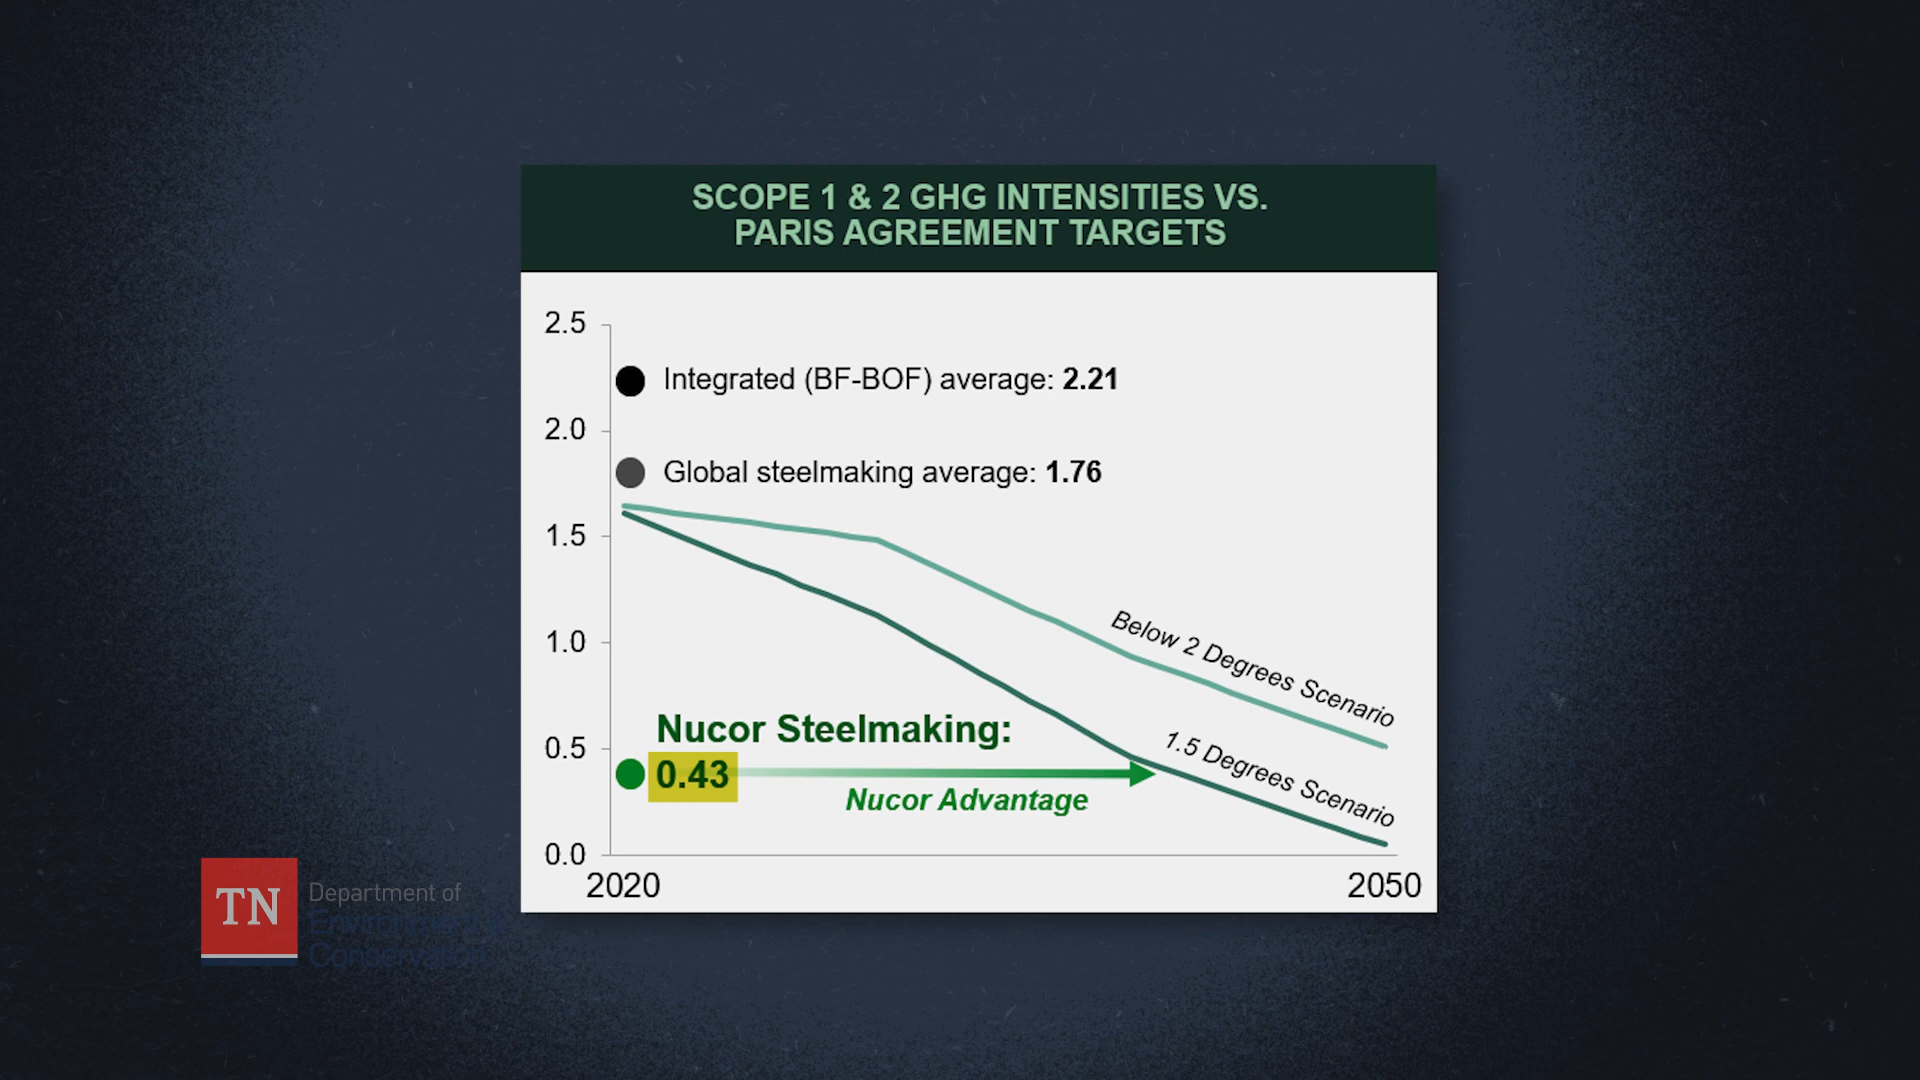 SCOPE 1 & 2 GHG INTENSITIES VS.
PARIS AGREEMENT TARGETS
2.5
Integrated (BF-BOF) average: 2.21
2.0
Global steelmaking average: 1.76
1.5
Below 2 Degrees Scenario
1.0
Nucor Steelmaking:
0.5
1.5 Degrees Scenario
0.43
Nucor Advantage
0.0
2020
2050
TN
Department of
Conservation